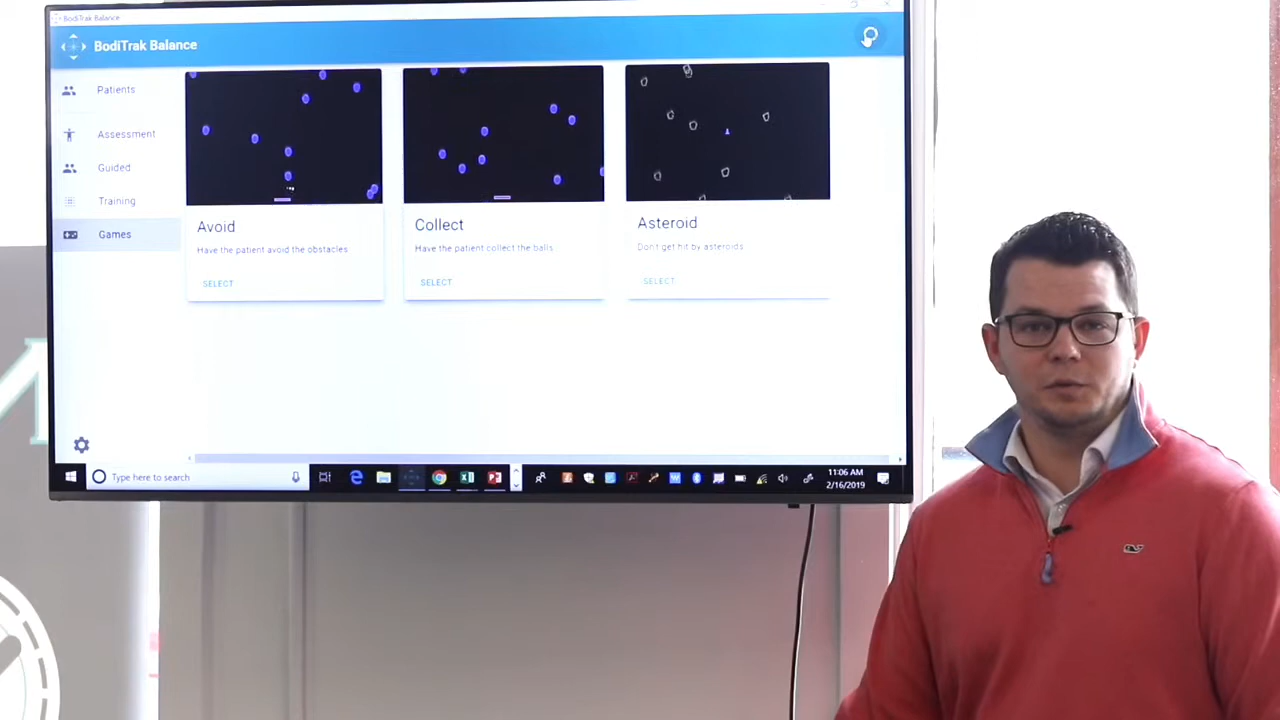 BodiTrak Balance
BodiTrak Balance
Patients
Assessment
Guided
Training
Games
Avoid
Have the patient avoid the obstacles
SELECT
Collect
Have the patient collect the balls
SELECT
Asteroid
Don't get hit by asteroids
SELECT
Type here to search
11:06 AM
2/16/2019